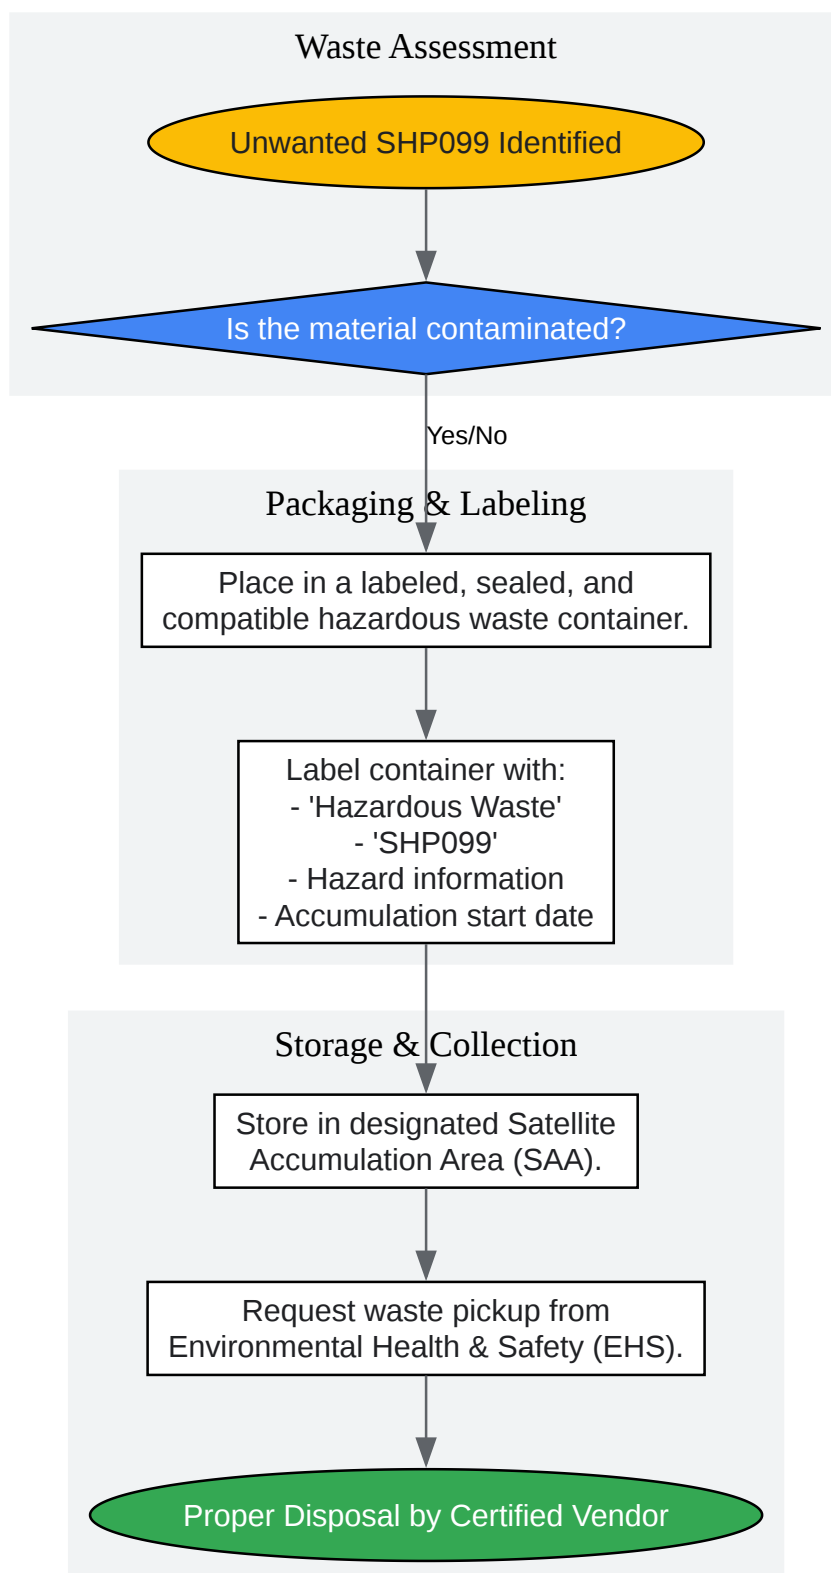 Waste Assessment
Unwanted SHP099 Identified
Is the material contaminated?
Yes/No
Packaging & Labeling
Place in a labeled, sealed, and
compatible hazardous waste container.
Label container with:
- 'Hazardous Waste'
- 'SHP099'
- Hazard information
- Accumulation start date
Storage & Collection
Store in designated Satellite
Accumulation Area (SAA).
Request waste pickup from
Environmental Health & Safety (EHS).
Proper Disposal by Certified Vendor